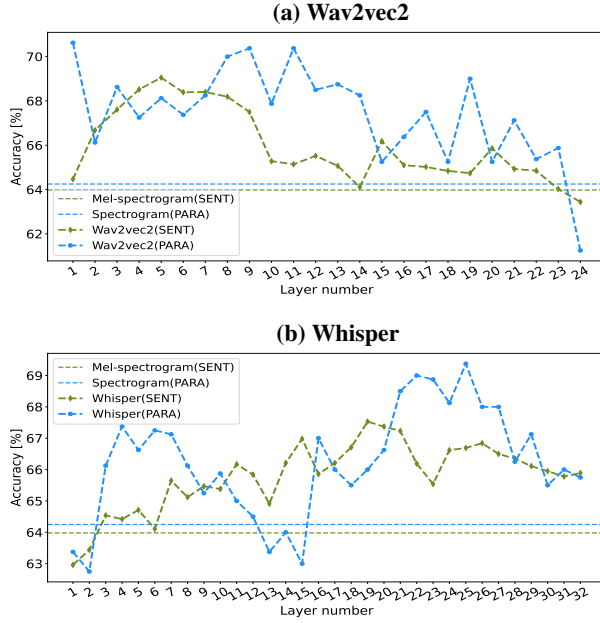 (a) Wav2vec2
Accuracy [%]
70
68
66
64
62
Mel-spectrogram(SENT)
Spectrogram(PARA)
Wav2vec2(SENT)
Wav2vec2(PARA)
1 2 3 4 5 6 7 8 9 10 11 12 13 14 15 16 17 18 19 20 21 22 23 24
Layer number
(b) Whisper
Accuracy [%]
69
68
67
66
65
64
63
Mel-spectrogram(SENT)
Spectrogram(PARA)
Whisper(SENT)
Whisper(PARA)
1 2 3 4 5 6 7 8 9 10 11 12 13 14 15 16 17 18 19 20 21 22 23 24 25 26 27 28 29 30 31 32
Layer number